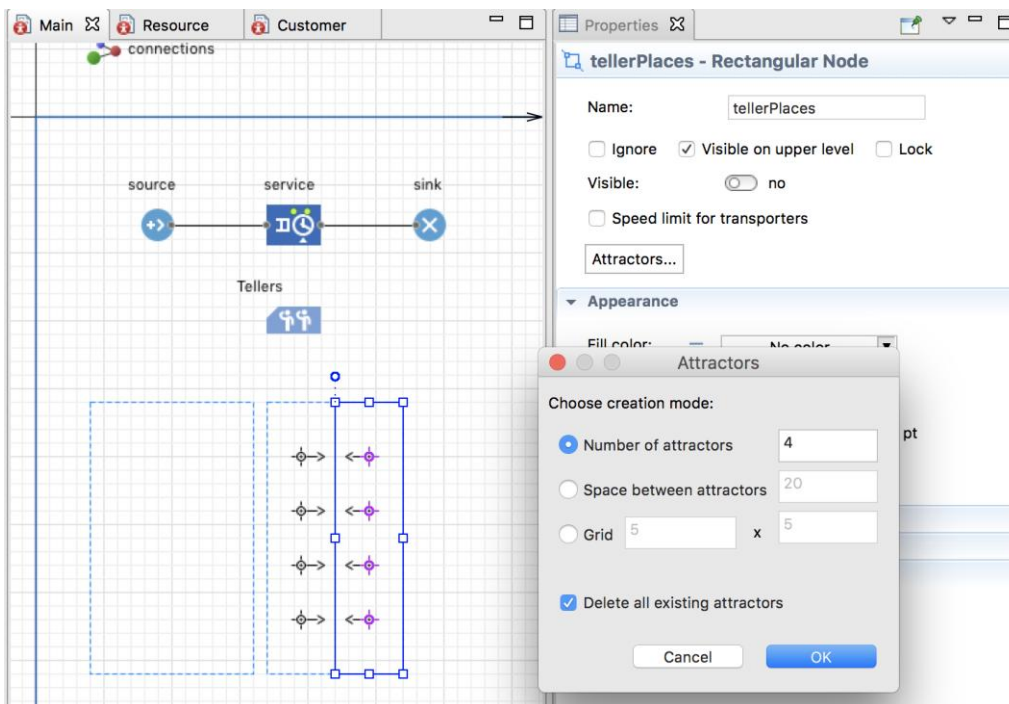 Main
Resource
Customer
connections
source
service
sink
Tellers
Properties
tellerPlaces - Rectangular Node
Name:
tellerPlaces
Ignore
Visible on upper level
Lock
Visible:
no
Speed limit for transporters
Attractors...
Appearance
Fill color:
No color
pt
Attractors
Choose creation mode:
Number of attractors
4
Space between attractors
20
Grid
5
x
5
Delete all existing attractors
Cancel
OK